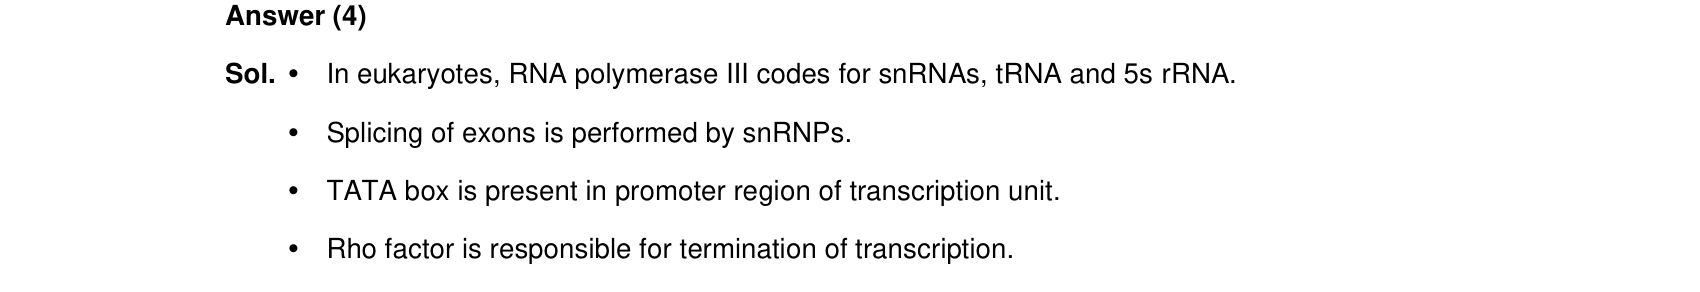 Answer (4)
Sol. • In eukaryotes, RNA polymerase III codes for snRNAs, tRNA and 5s rRNA.
• Splicing of exons is performed by snRNPs.
• TATA box is present in promoter region of transcription unit.
• Rho factor is responsible for termination of transcription.